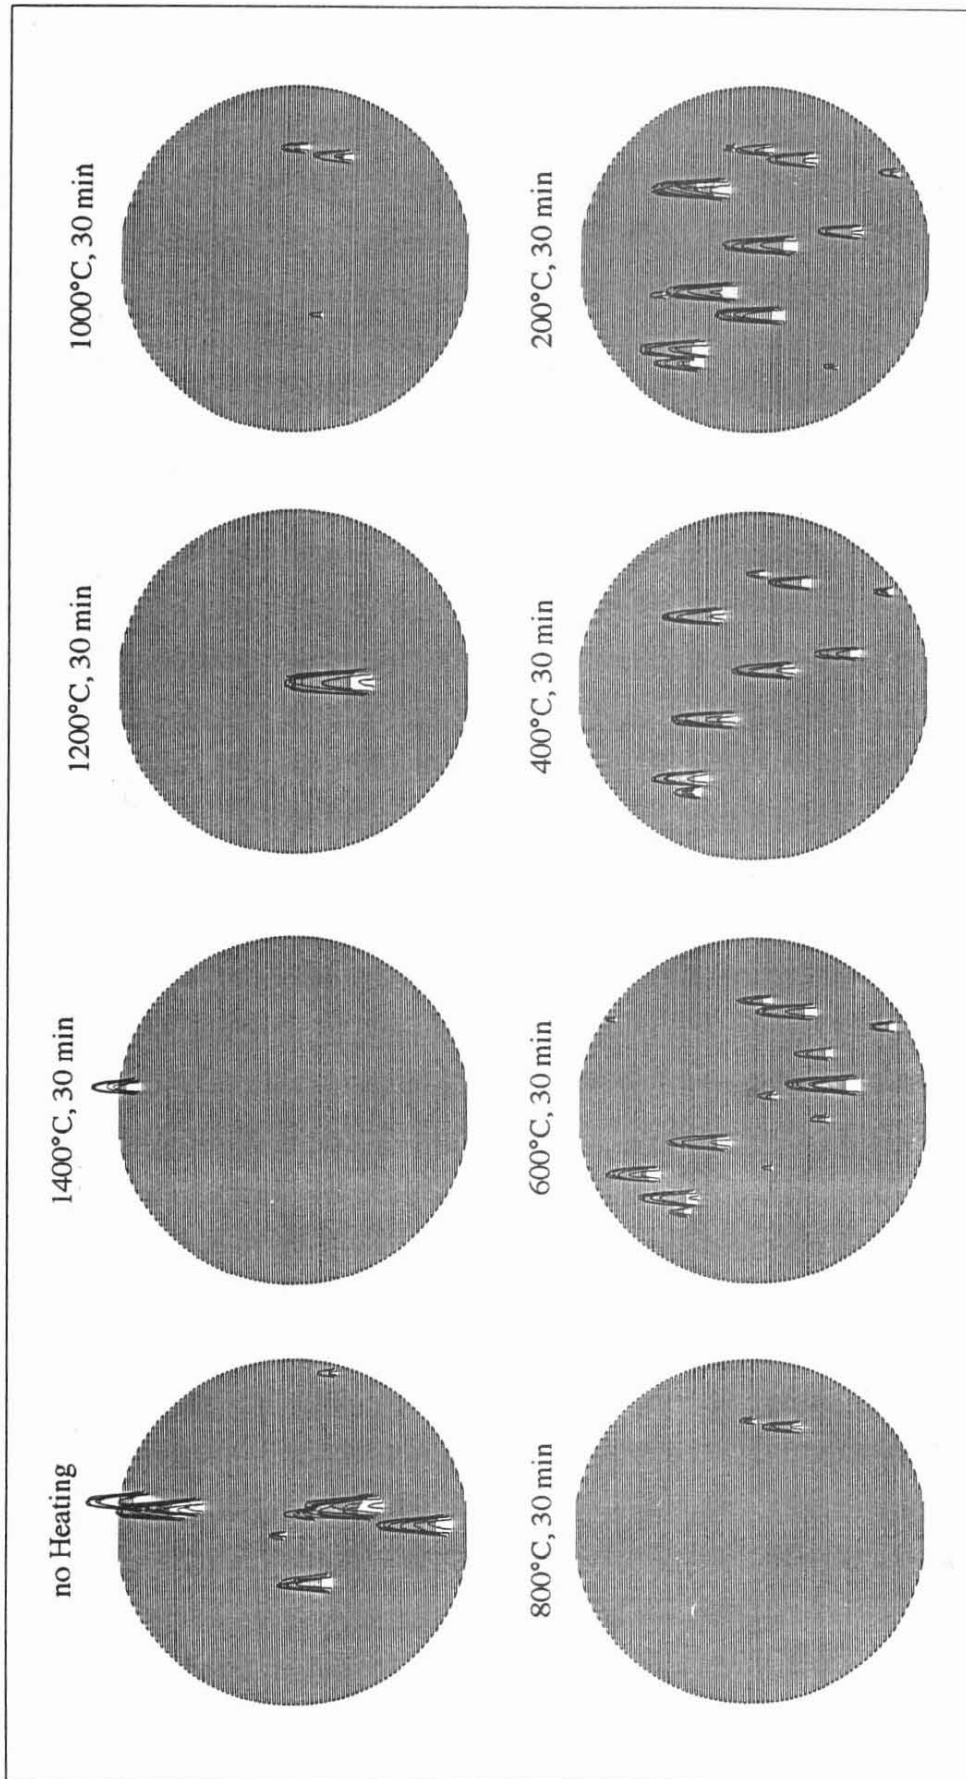 no Heating
1400°C, 30 min
1200°C, 30 min
1000°C, 30 min
800°C, 30 min
600°C, 30 min
400°C, 30 min
200°C, 30 min